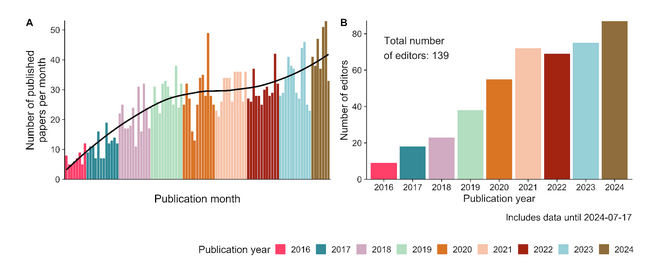 A
Number of published
papers per month
50
40
30
20
10
0
Publication month
B
Total number
of editors: 139
Number of editors
80
60
40
20
0
2016 2017 2018 2019 2020 2021 2022 2023 2024
Publication year
Includes data until 2024-07-17
Publication year 2016 2017 2018 2019 2020 2021 2022 2023 2024